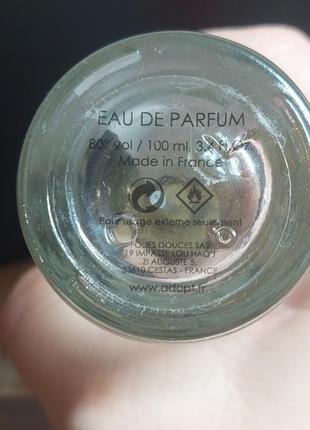 EAU DE PARFUM
80° vol / 100 ml, 3.4 Fl.Oz.
Made in France
Pour usage externe seulement
FOLIES DOUCES SAS
19 IMPASSE LOU HAOU
ZI AUGUSTE 5,
33610 CESTAS - FRANCE
www.adopt.fr